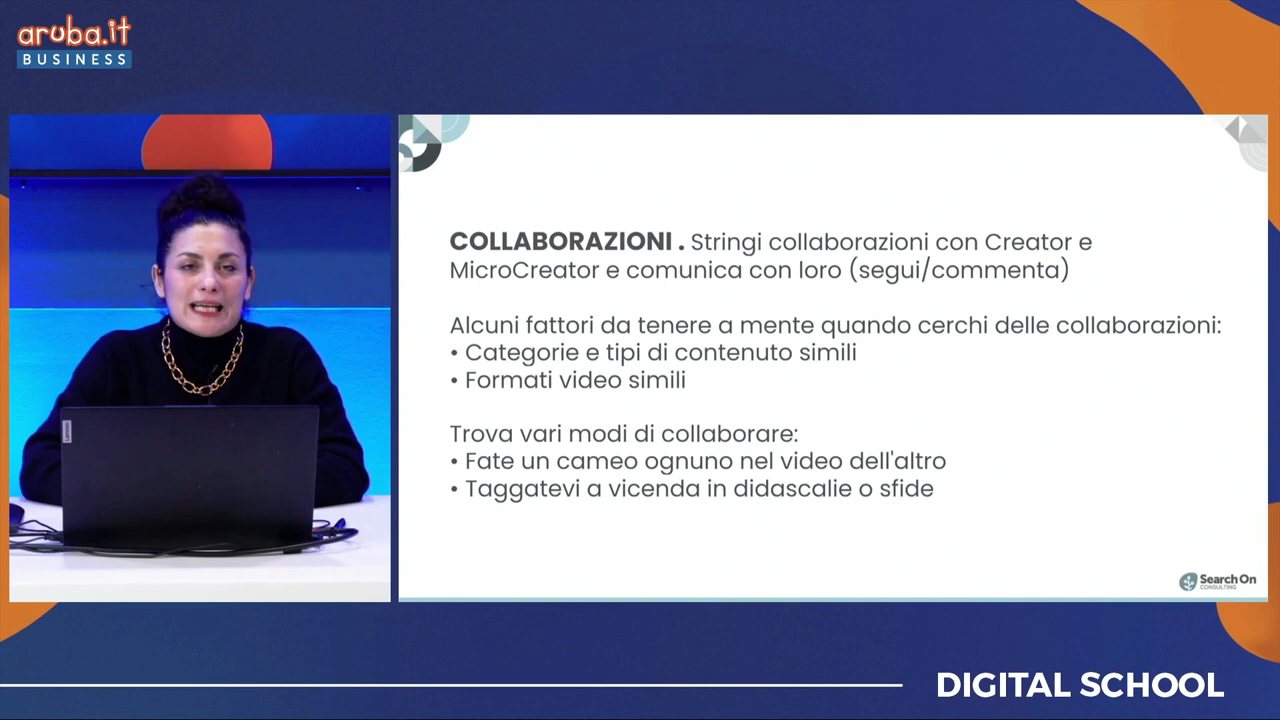 aruba.it
BUSINESS
COLLABORAZIONI . Stringi collaborazioni con Creator e
MicroCreator e comunica con loro (segui/commenta)
Alcuni fattori da tenere a mente quando cerchi delle collaborazioni:
• Categorie e tipi di contenuto simili
• Formati video simili
Trova vari modi di collaborare:
• Fate un cameo ognuno nel video dell'altro
• Taggatevi a vicenda in didascalie o sfide
Lenovo
Search On
CONSULTING
DIGITAL SCHOOL